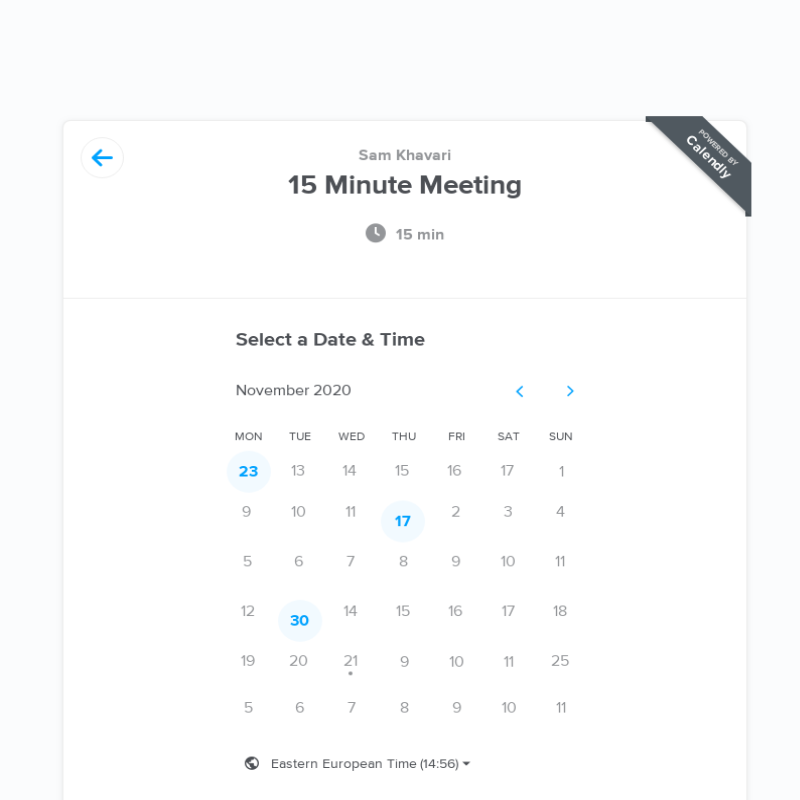 POWERED BY
Calendly
Sam Khavari
15 Minute Meeting
15 min
Select a Date & Time
November 2020
MON TUE WED THU FRI SAT SUN
23 13 14 15 16 17 1
9 10 11 17 2 3 4
5 6 7 8 9 10 11
12 30 14 15 16 17 18
19 20 21 9 10 11 25
5 6 7 8 9 10 11
Eastern European Time (14:56)